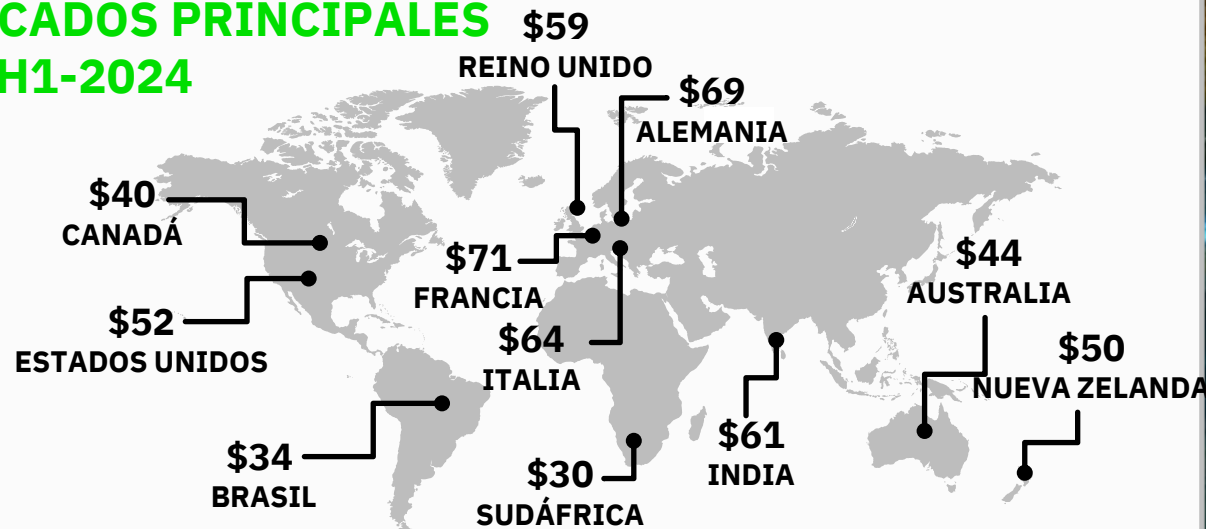 CADOS PRINCIPALES
H1-2024
$59
REINO UNIDO
$69
ALEMANIA
$40
CANADÁ
$71
FRANCIA
$44
AUSTRALIA
$52
ESTADOS UNIDOS
$64
ITALIA
$50
NUEVA ZELANDA
$61
INDIA
$34
BRASIL
$30
SUDÁFRICA